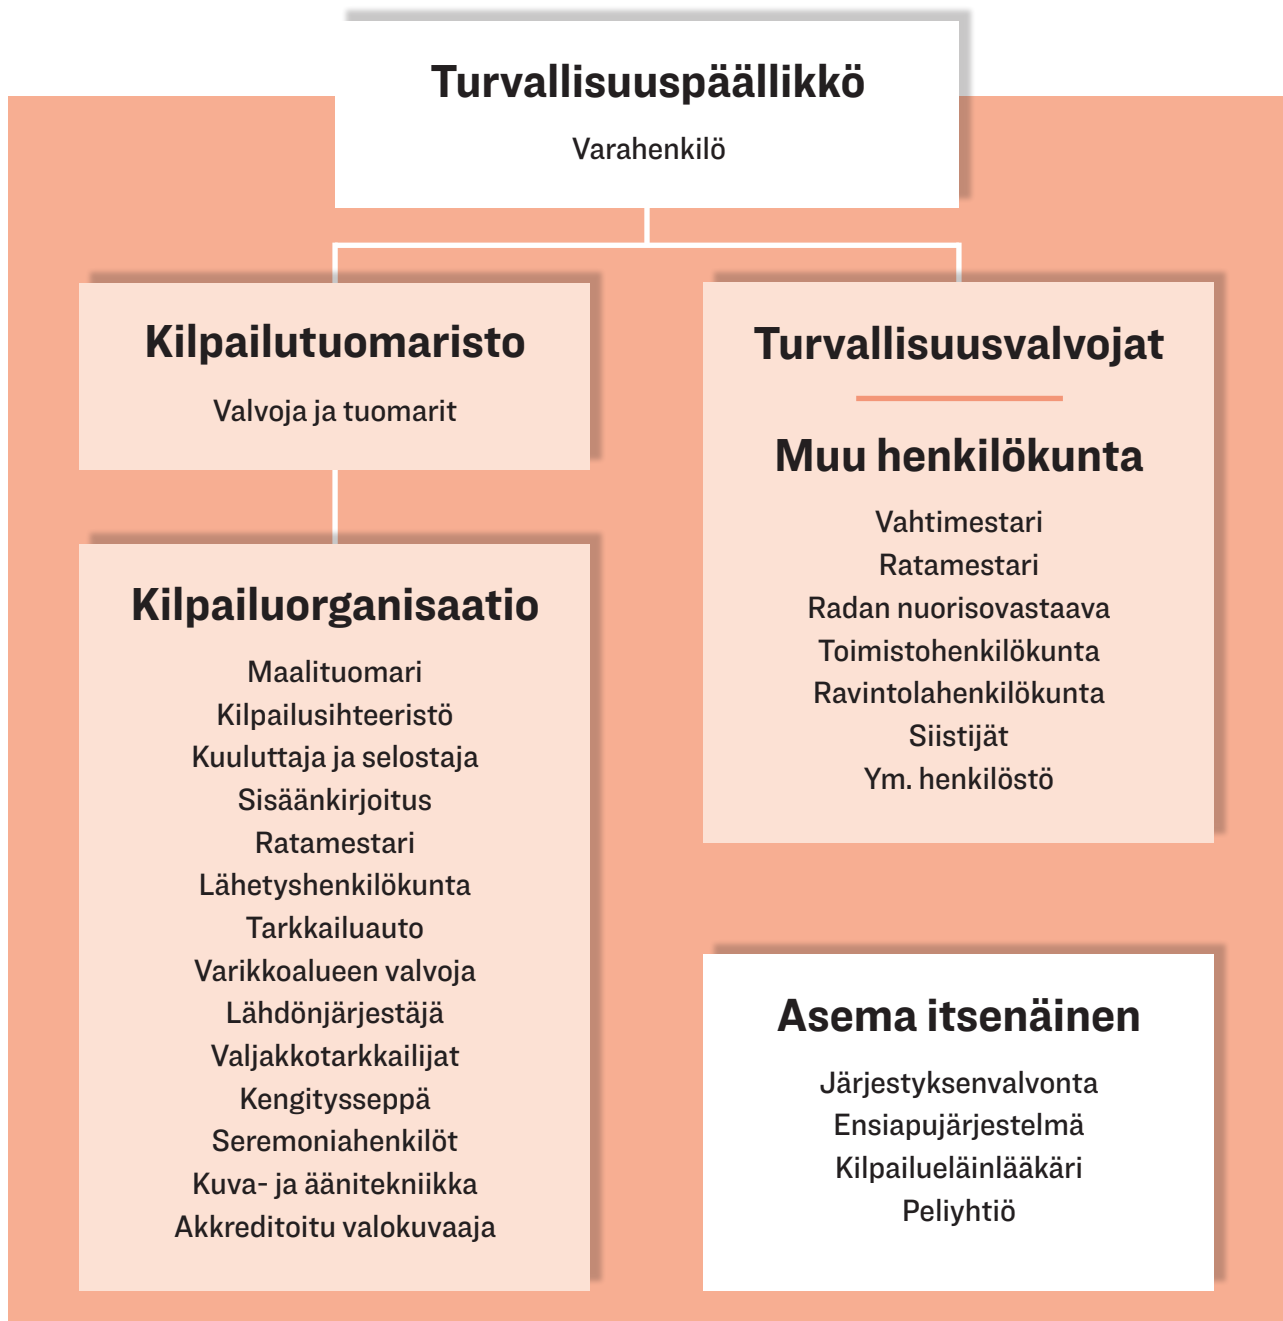 Turvallisuuspäällikkö
Varahenkilö
Kilpailutuomaristo
Valvoja ja tuomarit
Kilpailuorganisaatio
Maalituomari
Kilpailusihteeristö
Kuuluttaja ja selostaja
Sisäänkirjoitus
Ratamestari
Lähetyshenkilökunta
Tarkkailuauto
Varikkoalueen valvoja
Lähdönjärjestäjä
Valjakkotarkkailijat
Kengitysseppä
Seremoniahenkilöt
Kuva- ja äänitekniikka
Akkreditoitu valokuvaaja
Turvallisuusvalvojat
Muu henkilökunta
Vahtimestari
Ratamestari
Radan nuorisovastaava
Toimistohenkilökunta
Ravintolahenkilökunta
Siistijät
Ym. henkilöstö
Asema itsenäinen
Järjestyksenvalvonta
Ensiapujärjestelmä
Kilpailueläinlääkäri
Peliyhtiö